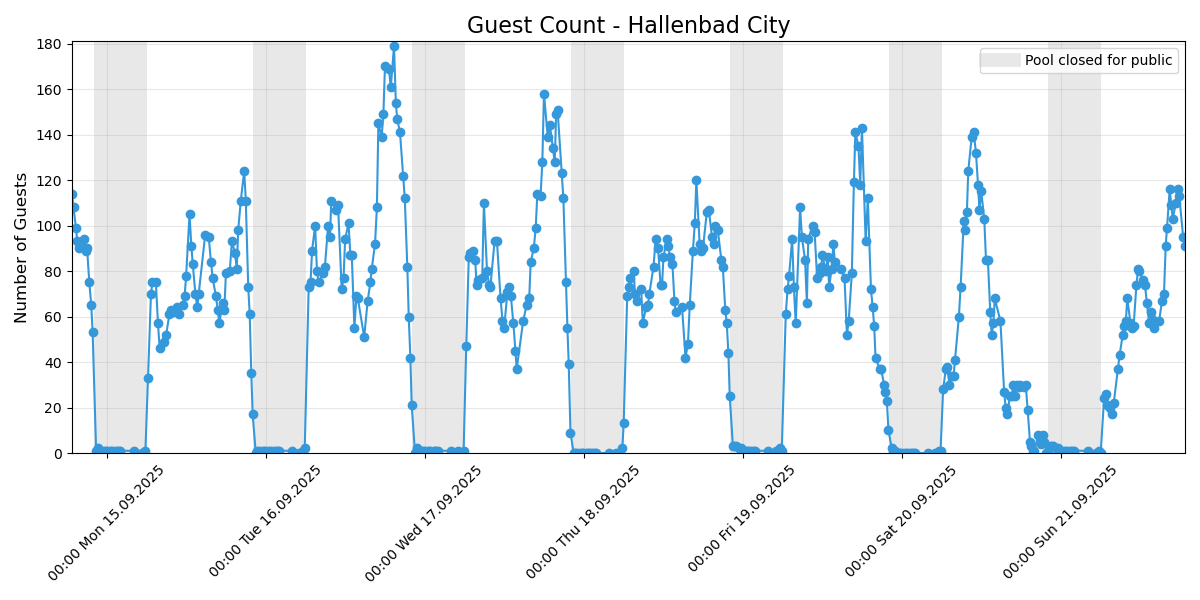 Guest Count - Hallenbad City
Pool closed for public
Number of Guests
180
160
140
120
100
80
60
40
20
0
00:00 Mon 15.09.2025
00:00 Tue 16.09.2025
00:00 Wed 17.09.2025
00:00 Thu 18.09.2025
00:00 Fri 19.09.2025
00:00 Sat 20.09.2025
00:00 Sun 21.09.2025